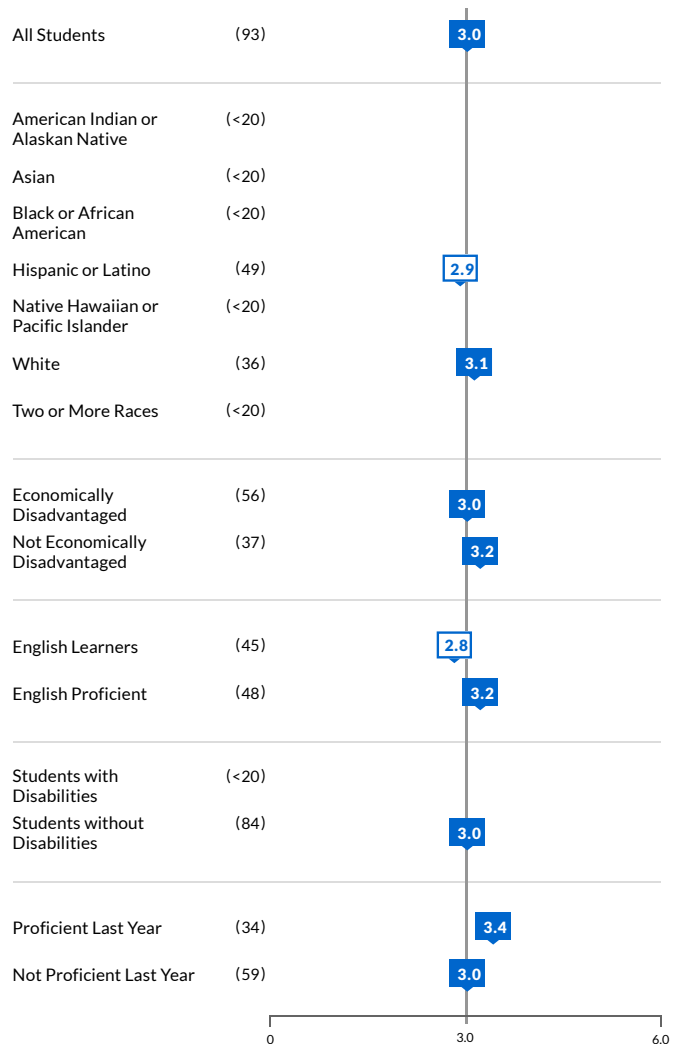 All Students (93) 3.0
American Indian or (<20)
Alaskan Native
Asian (<20)
Black or African (<20)
American
Hispanic or Latino (49) 2.9
Native Hawaiian or (<20)
Pacific Islander
White (36) 3.1
Two or More Races (<20)
Economically (56) 3.0
Disadvantaged
Not Economically (37) 3.2
Disadvantaged
English Learners (45) 2.8
English Proficient (48) 3.2
Students with (<20)
Disabilities
Students without (84) 3.0
Disabilities
Proficient Last Year (34) 3.4
Not Proficient Last Year (59) 3.0
0 3.0 6.0